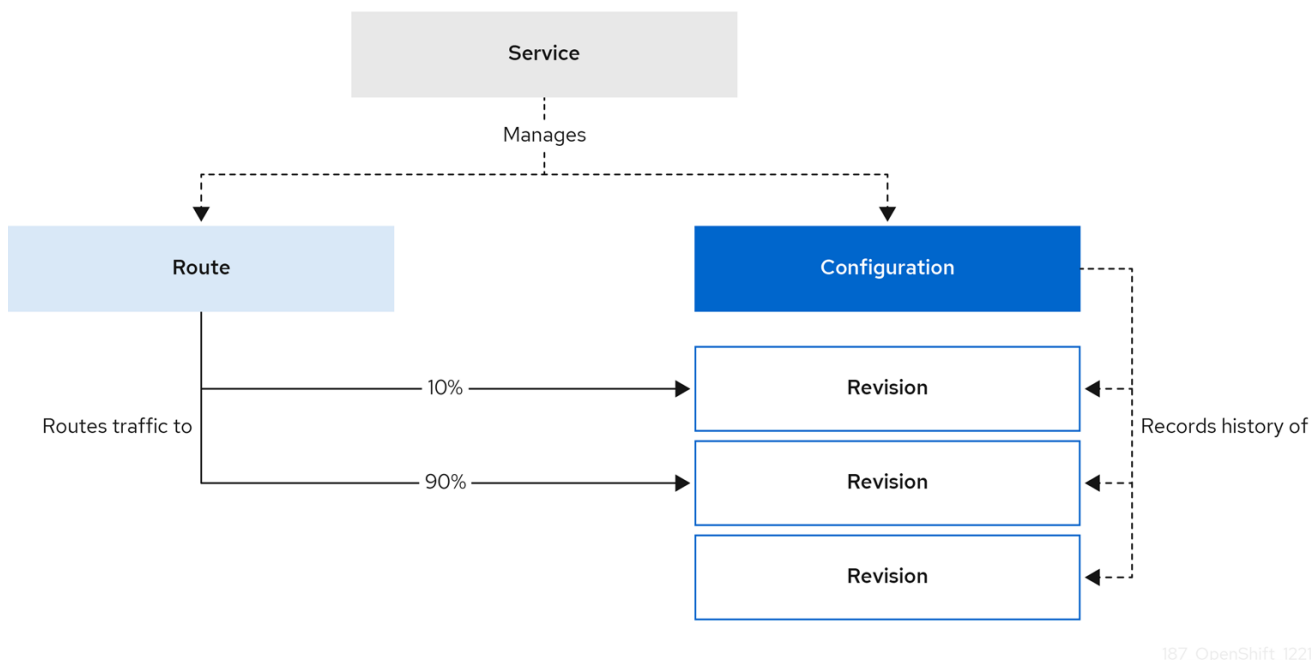 Service
Manages
Route
Configuration
10%
Revision
Routes traffic to
Records history of
90%
Revision
Revision
187_OpenShift_1221